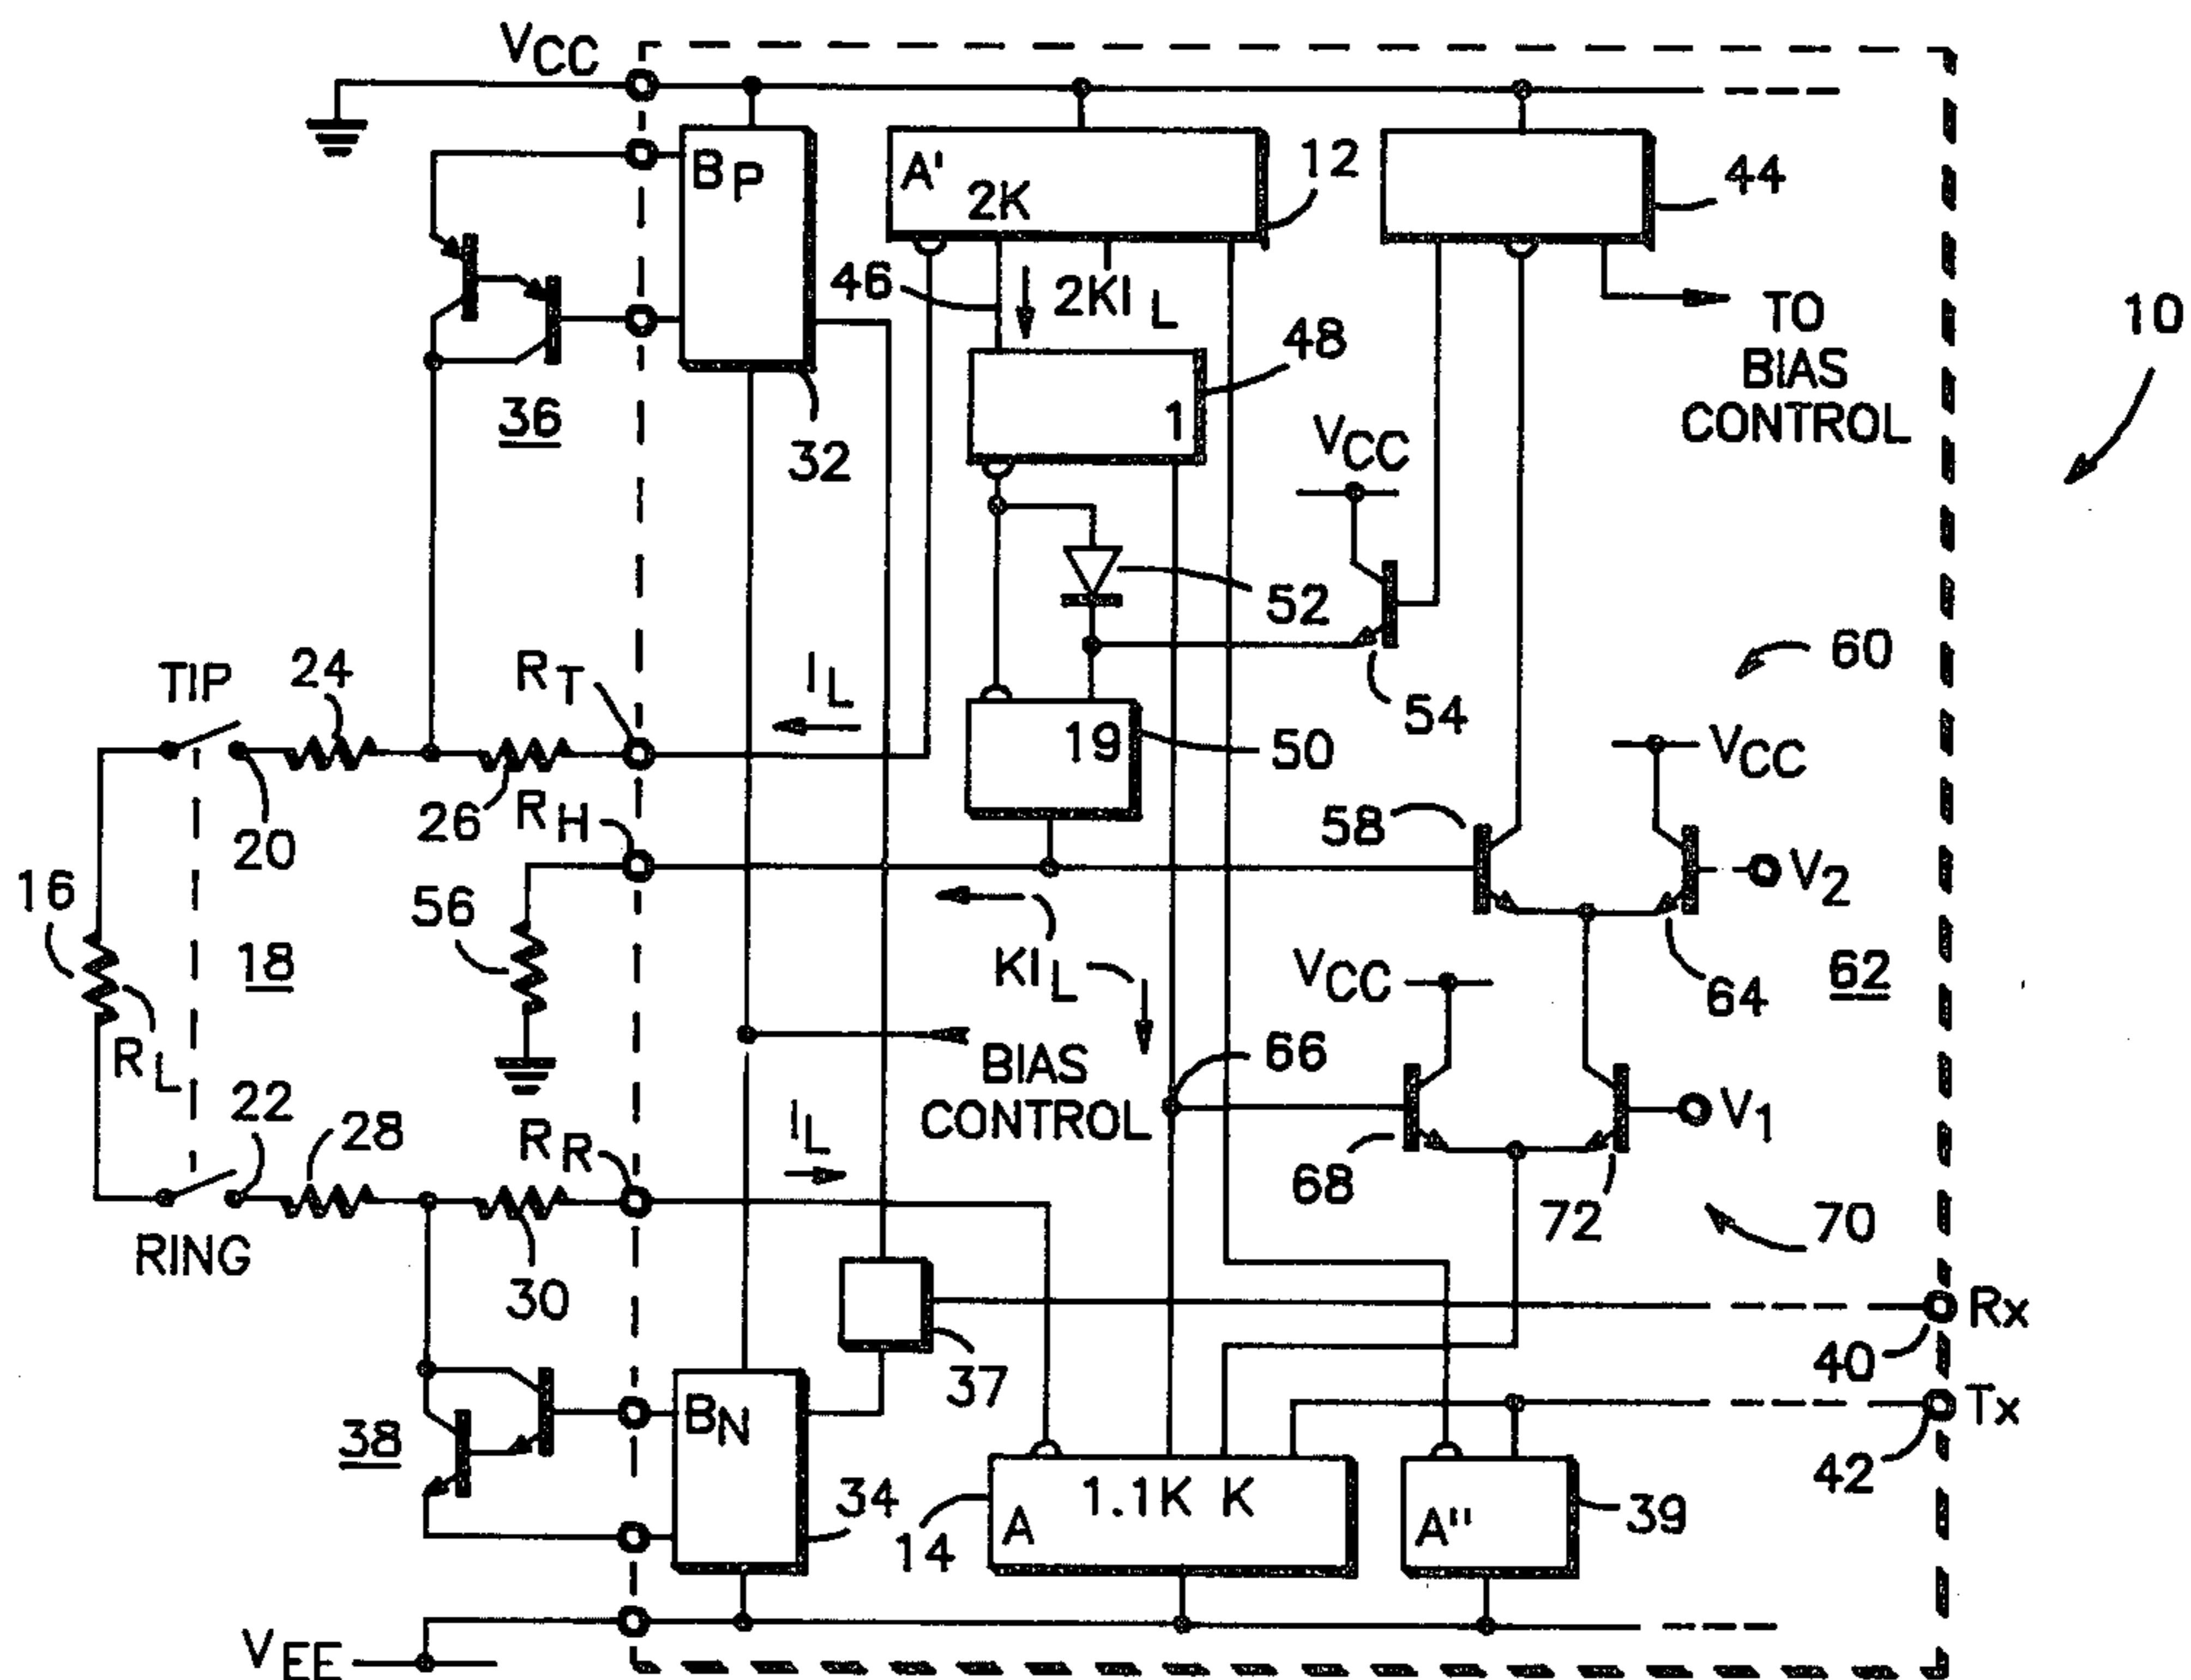 VCC
BP
A'
2K
12
44
46
2KIL
TO
BIAS
CONTROL
10
48
1
36
32
VCC
52
TIP
24
RT
IL
54
60
19
50
VCC
26
RH
20
58
V2
16
56
18
KIL
VCC
64
62
RL
BIAS
CONTROL
66
V1
22
28
RR
IL
68
72
70
RING
30
Rx
37
40
BN
Tx
38
1.1K K
42
34
14
A
A"
39
VEE